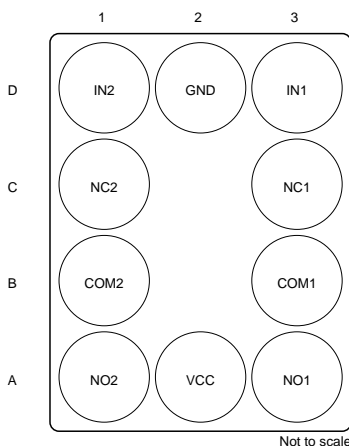 1 2 3
D IN2 GND IN1
C NC2 NC1
B COM2 COM1
A NO2 VCC NO1
Not to scale